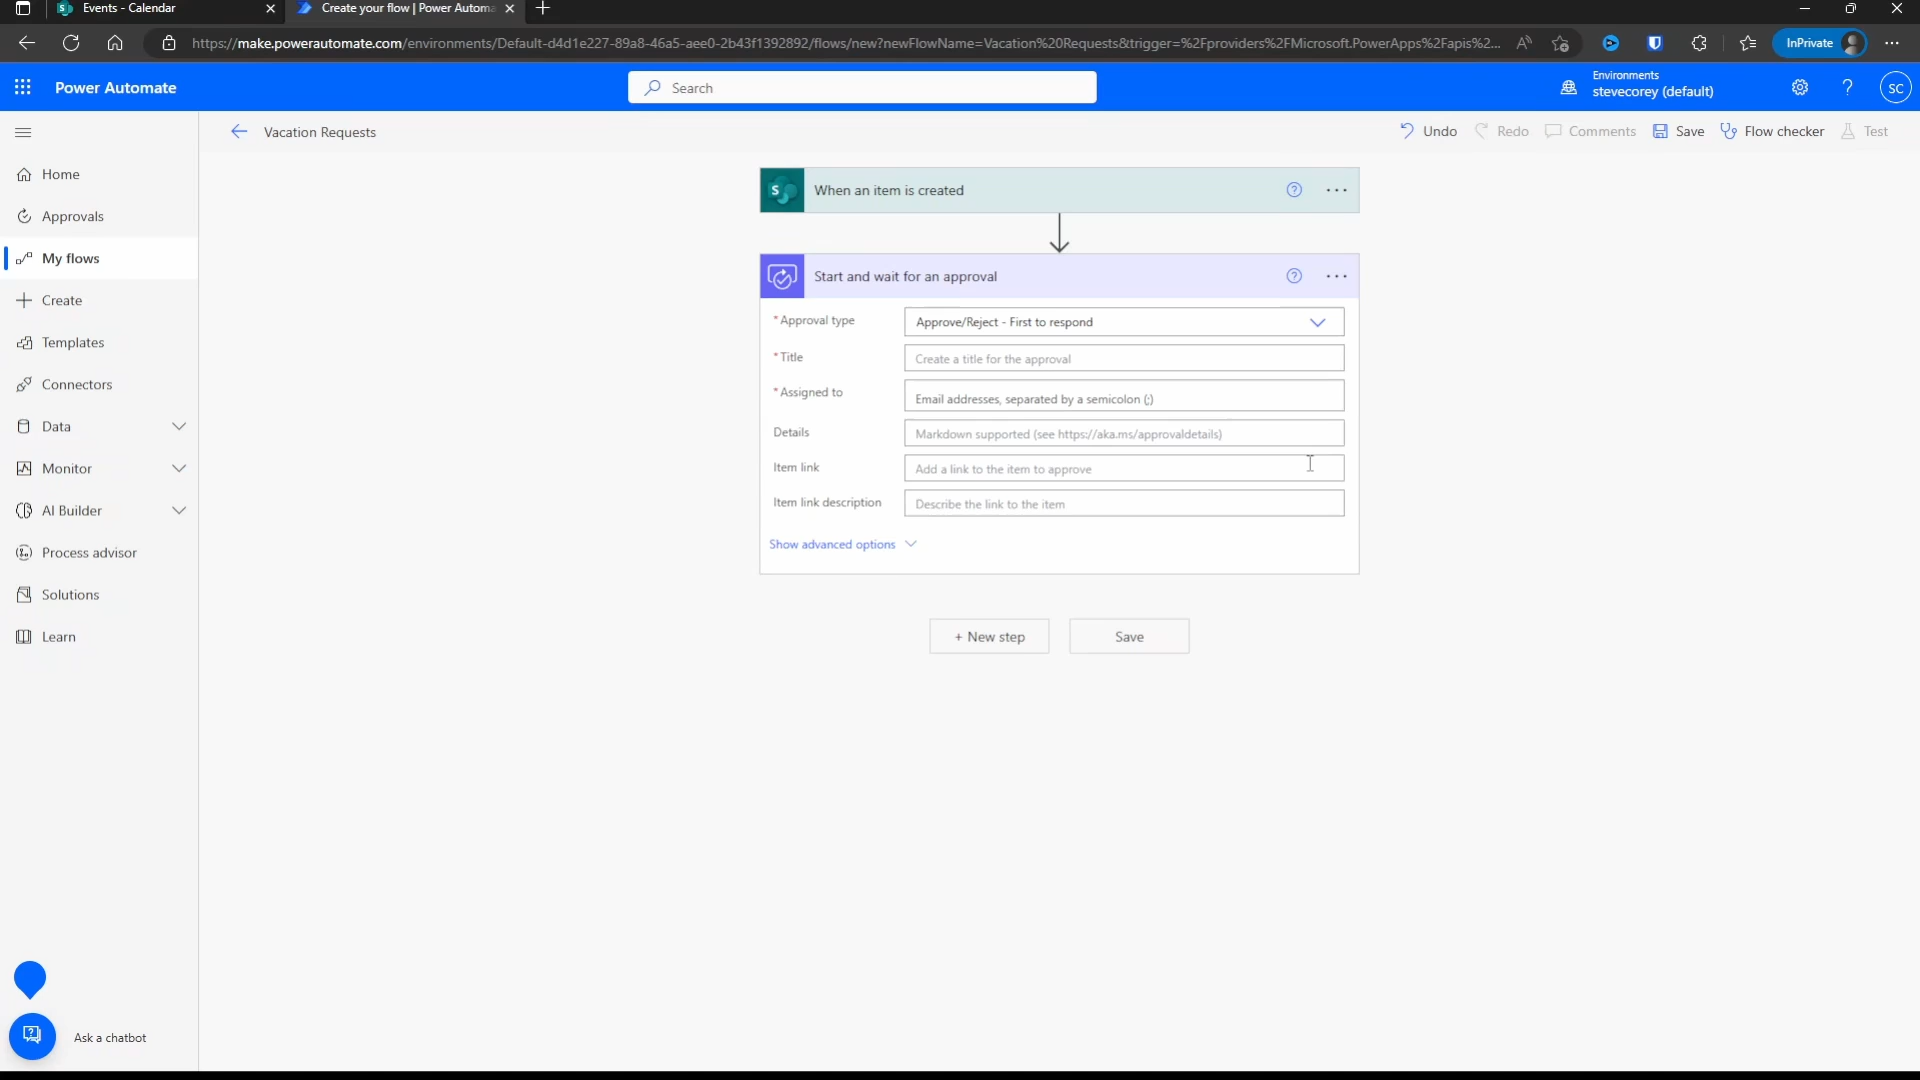 Events - Calendar
Create your flow | Power Autom
https://make.powerautomate.com/environments/Default-d4d1e227-89a8-46a5-aee0-2b43f1392892/flows/new?newFlowName=Vacation%20Requests&trigger=%2Fproviders%2FMicrosoft.PowerApps%2Fapis%2...
InPrivate
Power Automate
Search
Environments
stevecorey (default)
SC
Vacation Requests
Undo
Redo
Comments
Save
Flow checker
Test
Home
Approvals
My flows
Create
Templates
Connectors
Data
Monitor
AI Builder
Process advisor
Solutions
Learn
Ask a chatbot
When an item is created
Start and wait for an approval
* Approval type
Approve/Reject - First to respond
* Title
Create a title for the approval
* Assigned to
Email addresses, separated by a semicolon (;)
Details
Markdown supported (see https://aka.ms/approvaldetails)
Item link
Add a link to the item to approve
Item link description
Describe the link to the item
Show advanced options
+ New step
Save